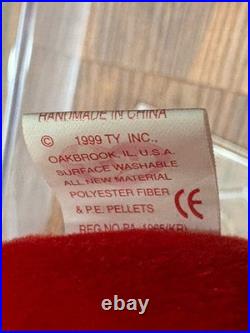 HANDMADE IN CHINA
© 1999 TY INC.,
OAKBROOK, IL. U.S.A.
SURFACE WASHABLE
ALL NEW MATERIAL
POLYESTER FIBER
& P.E. PELLETS CE
REG.NO PA. 1965(KR)